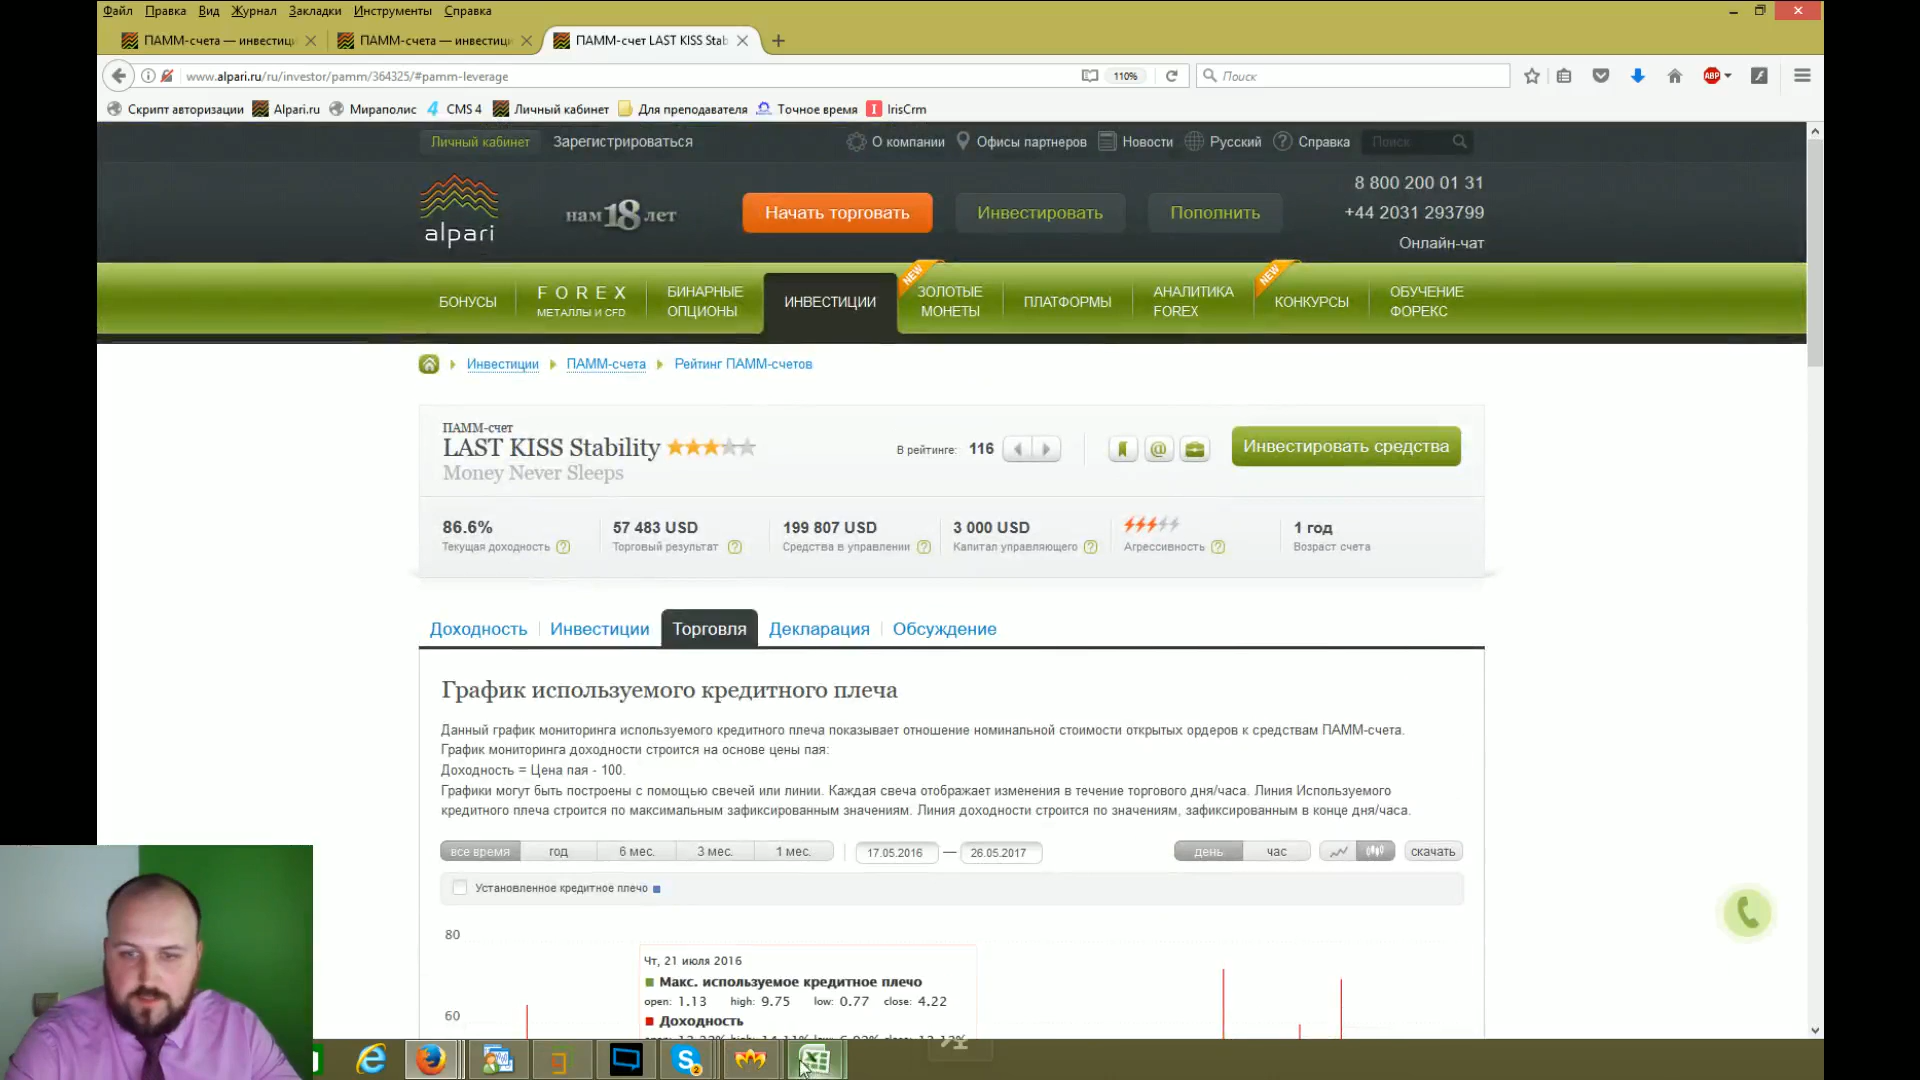 Файл Правка Вид Журнал Закладки Инструменты Справка
ПАММ-счета — инвестиц ПАММ-счета — инвестиц ПАММ-счет LAST KISS Stab
www.alpari.ru/ru/investor/pamm/364325/#pamm-leverage 110% Поиск ABP
Скрипт авторизации Alpari.ru Мираполис CMS 4 Личный кабинет Для преподавателя Точное время IrisCrm
Личный кабинет Зарегистрироваться О компании Офисы партнеров Новости Русский Справка Поиск
alpari
нам 18 лет
Начать торговать Инвестировать Пополнить
8 800 200 01 31
+44 2031 293799
Онлайн-чат
БОНУСЫ
FOREX
МЕТАЛЛЫ И CFD
БИНАРНЫЕ
ОПЦИОНЫ
ИНВЕСТИЦИИ
NEW
ЗОЛОТЫЕ
МОНЕТЫ
ПЛАТФОРМЫ
АНАЛИТИКА
FOREX
NEW
КОНКУРСЫ
ОБУЧЕНИЕ
ФОРЕКС
Инвестиции ПАММ-счета Рейтинг ПАММ-счетов
ПАММ-счет
LAST KISS Stability
Money Never Sleeps
В рейтинге: 116
@
Инвестировать средства
86.6% 57 483 USD 199 807 USD 3 000 USD 1 год
Текущая доходность ? Торговый результат ? Средства в управлении ? Капитал управляющего ? Агрессивность ? Возраст счета
Доходность Инвестиции Торговля Декларация Обсуждение
График используемого кредитного плеча
Данный график мониторинга используемого кредитного плеча показывает отношение номинальной стоимости открытых ордеров к средствам ПАММ-счета.
График мониторинга доходности строится на основе цены пая:
Доходность = Цена пая - 100.
Графики могут быть построены с помощью свечей или линии. Каждая свеча отображает изменения в течение торгового дня/часа. Линия Используемого
кредитного плеча строится по максимальным зафиксированным значениям. Линия доходности строится по значениям, зафиксированным в конце дня/часа.
все время год 6 мес. 3 мес. 1 мес. 17.05.2016 — 26.05.2017 день час скачать
Установленное кредитное плечо
80
Чт, 21 июля 2016
Макс. используемое кредитное плечо
open: 1.13 high: 9.75 low: 0.77 close: 4.22
Доходность
60